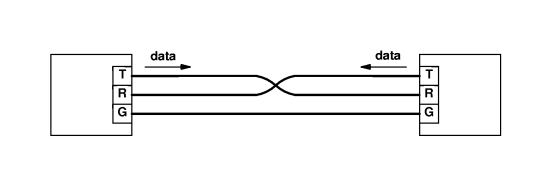 data data
T T
R R
G G